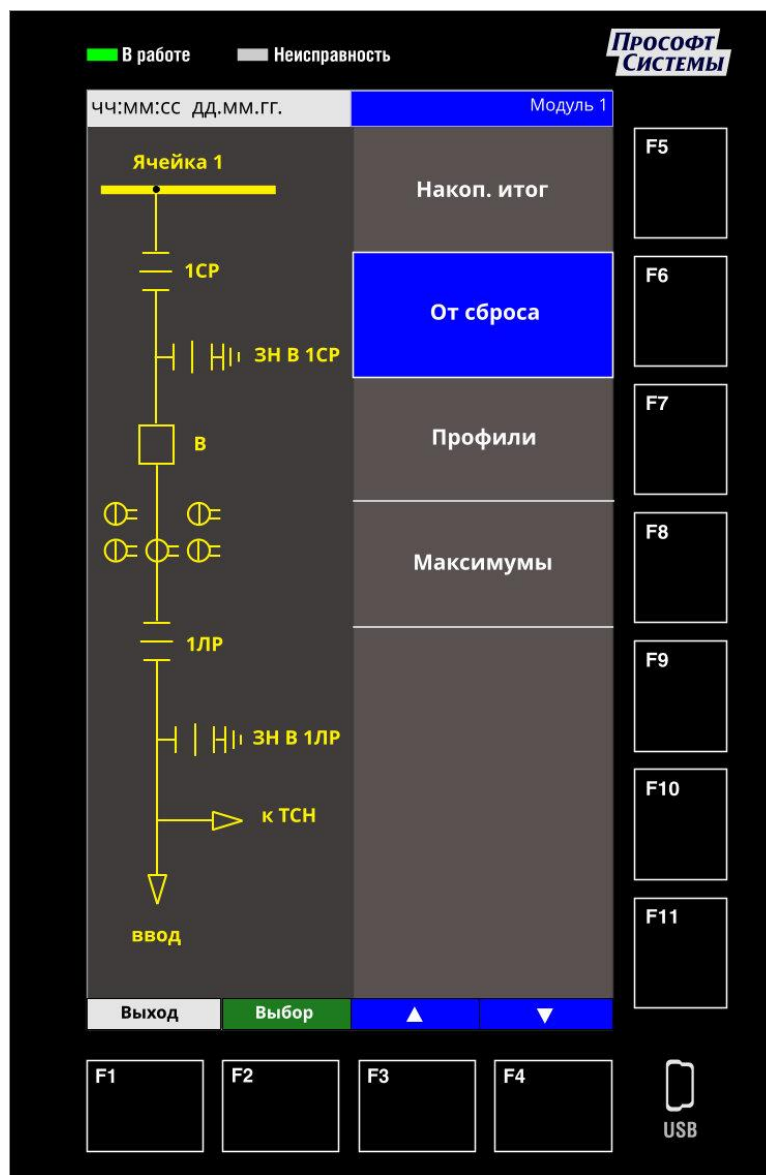 В работе
Неисправность
Прософт
Системы
чч:мм:сс дд.мм.гг.
Модуль 1
Ячейка 1
1СР
ЗН В 1СР
В
1ЛР
ЗН В 1ЛР
к ТСН
ввод
Накоп. итог
От сброса
Профили
Максимумы
F5
F6
F7
F8
F9
F10
F11
Выход
Выбор
F1
F2
F3
F4
USB